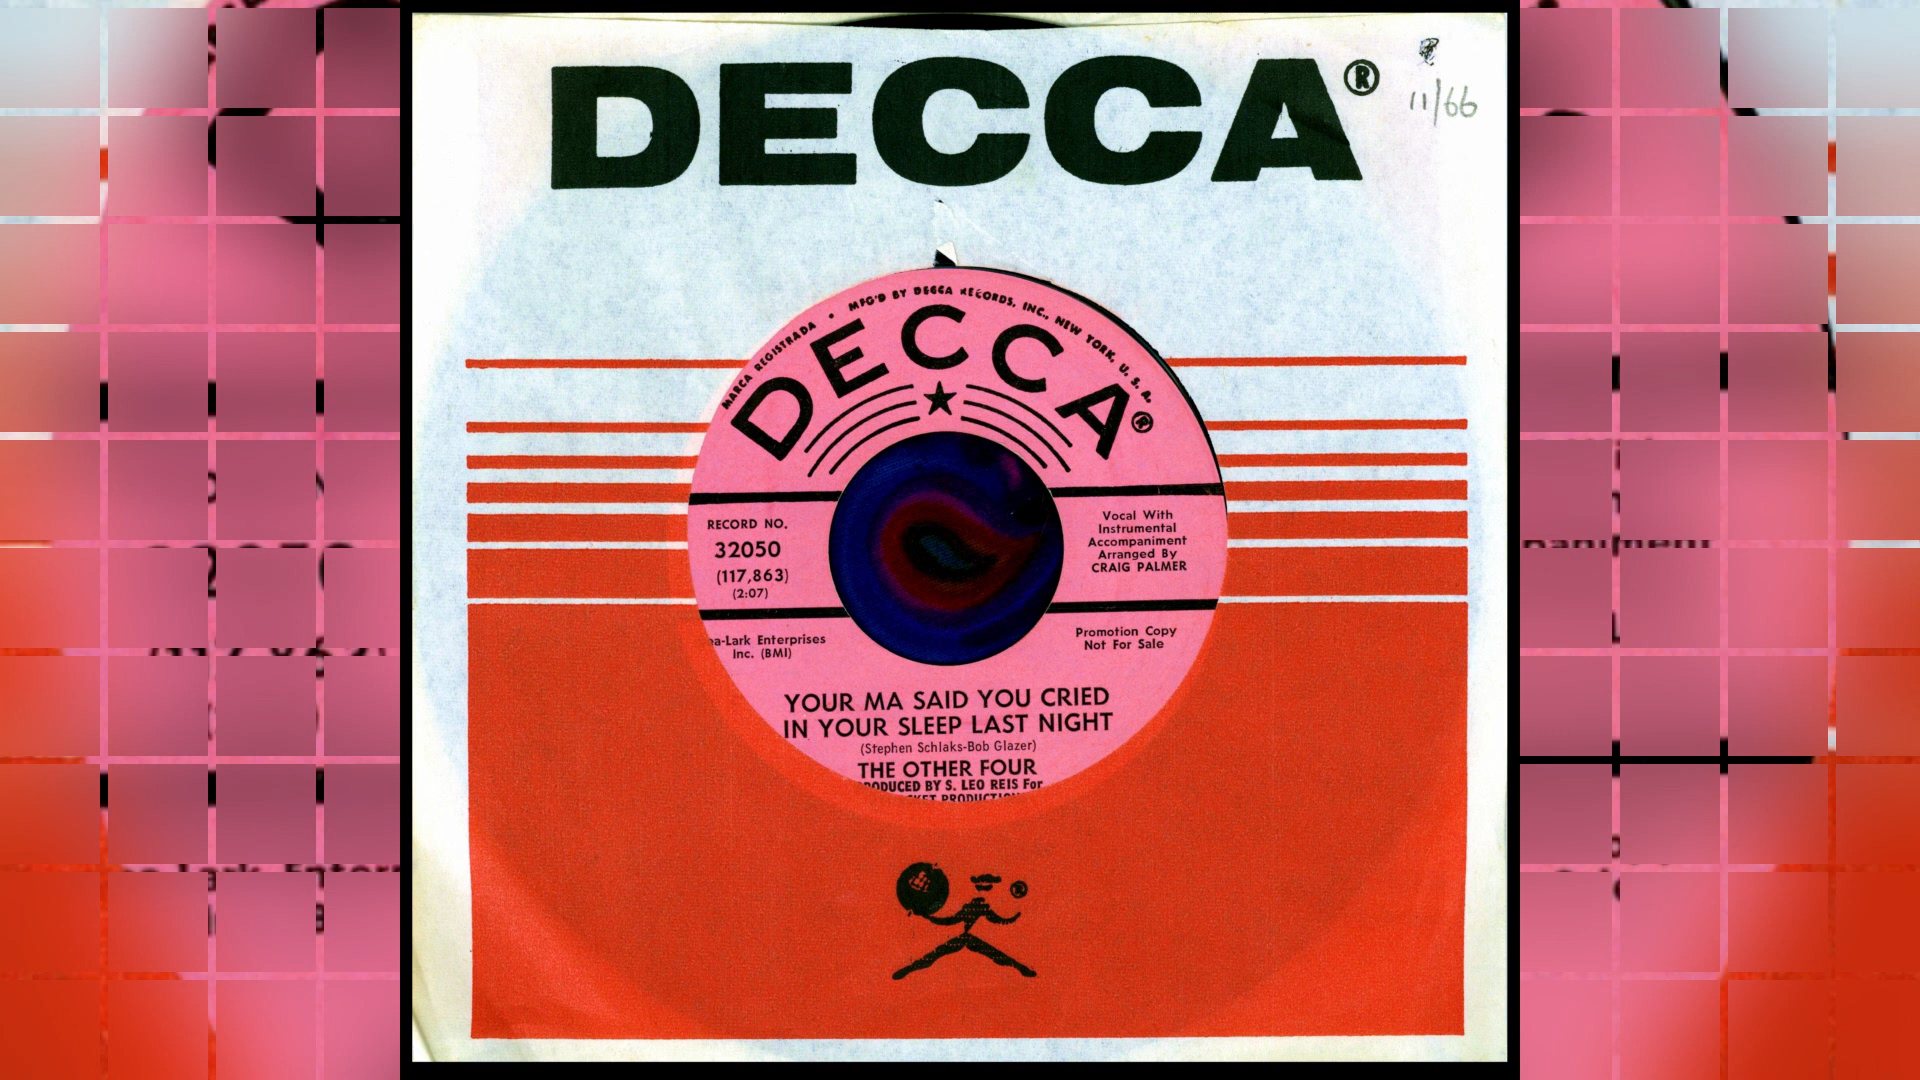 DECCA®
11/66
MARCA REGISTRADA • MFG'D BY DECCA RECORDS, INC., NEW YORK, U.S.A.
DECCA®
RECORD NO.
32050
(117,863)
(2:07)
Vocal With
Instrumental
Accompaniment
Arranged By
CRAIG PALMER
-Lark Enterprises
Inc. (BMI)
Promotion Copy
Not For Sale
YOUR MA SAID YOU CRIED
IN YOUR SLEEP LAST NIGHT
(Stephen Schlaks-Bob Glazer)
THE OTHER FOUR
ODUCED BY S. LEO REIS For
®